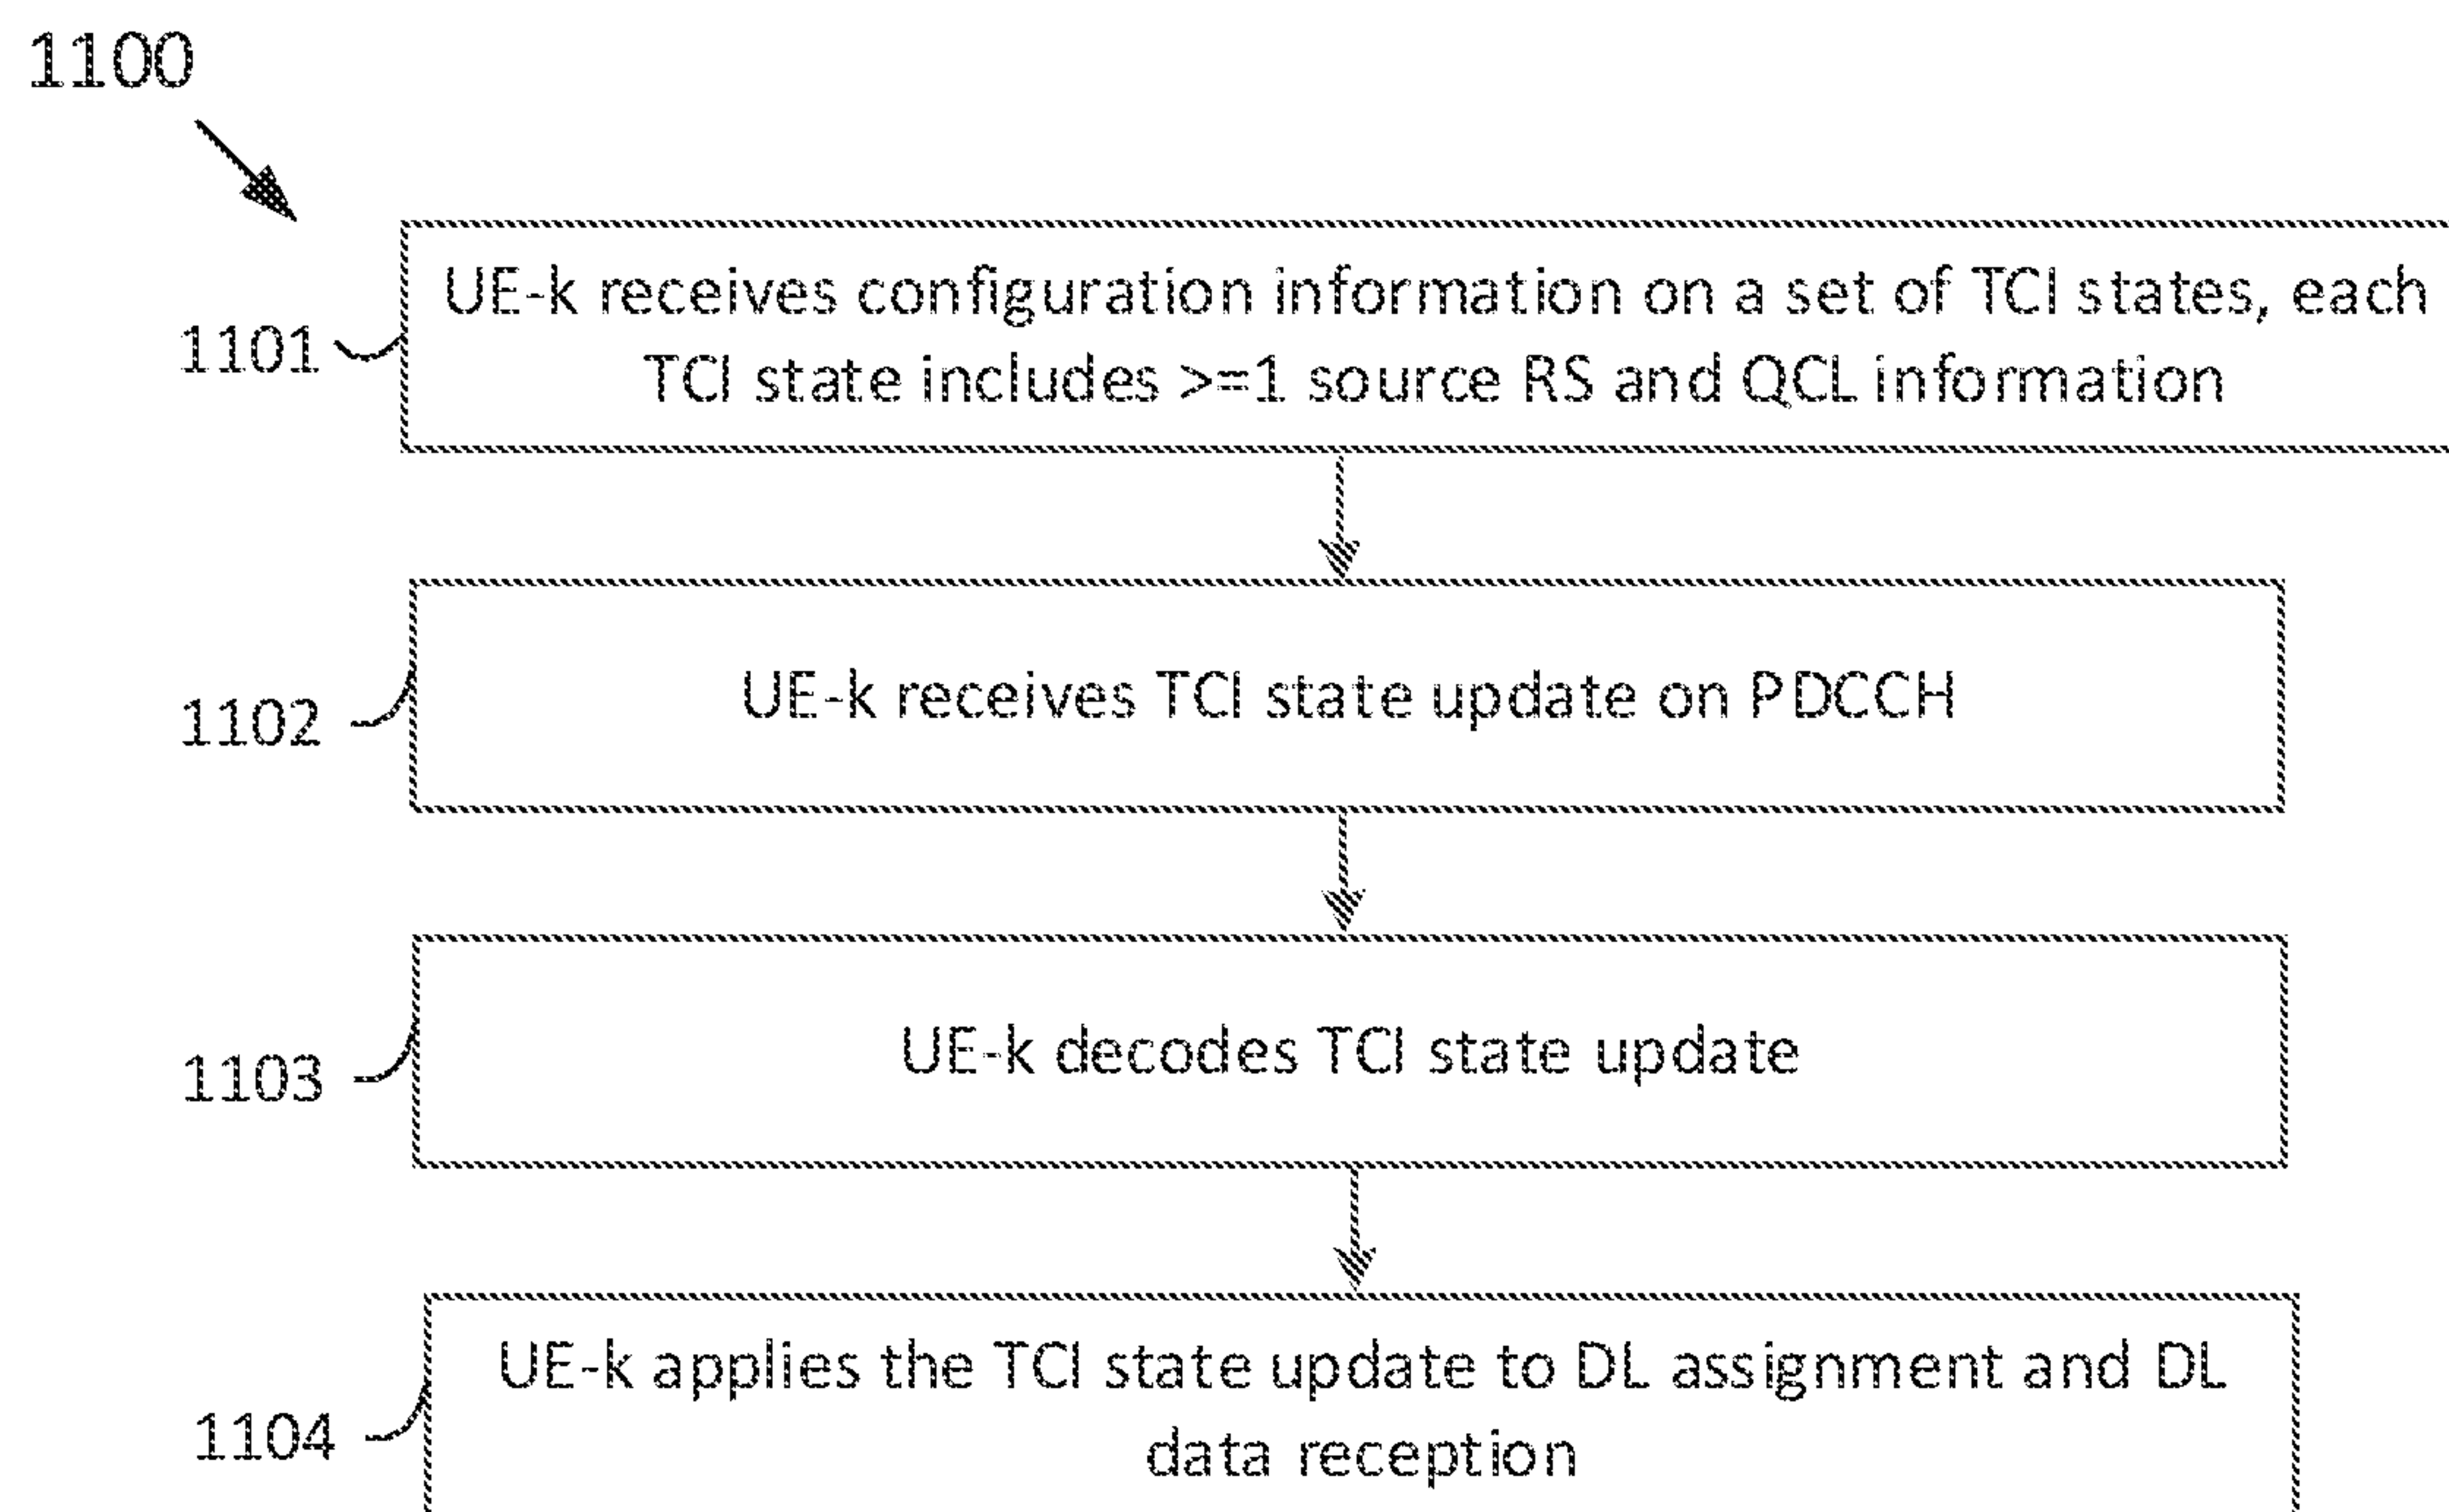 1100
1101
UE-k receives configuration information on a set of TCI states, each
TCI state includes >=1 source RS and QCL information
1102
UE-k receives TCI state update on PDCCH
1103
UE-k decodes TCI state update
1104
UE-k applies the TCI state update to DL assignment and DL
data reception